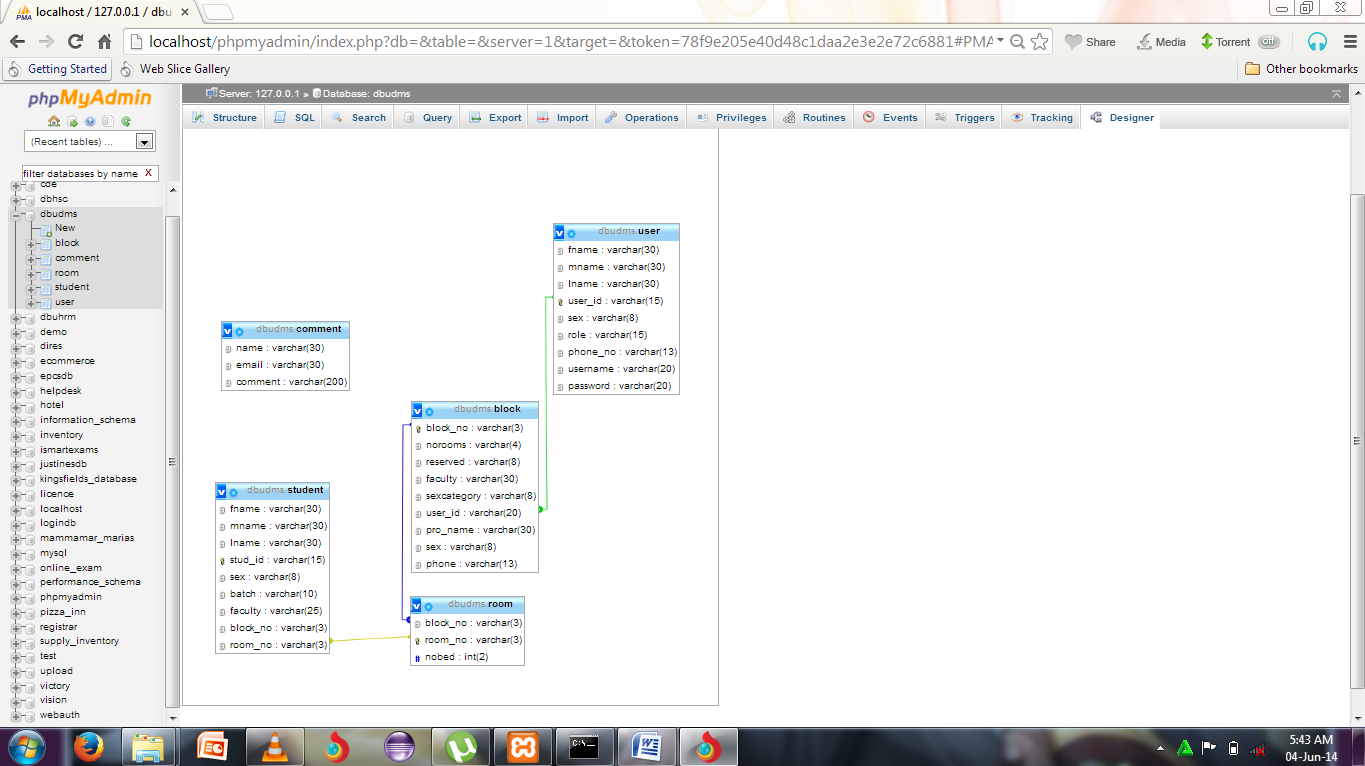 localhost / 127.0.0.1 / dbu
localhost/phpmyadmin/index.php?db=&table=&server=1&target=&token=78f9e205e40d48c1daa2e3e2e72c6881#PMA
Share
Media
Torrent
off
Getting Started
Web Slice Gallery
Other bookmarks
phpMyAdmin
(Recent tables) ...
filter databases by name X
cde
dbhsc
dbudms
New
block
comment
room
student
user
dbuhrm
demo
dires
ecommerce
epcsdb
helpdesk
hotel
information_schema
inventory
ismartexams
justinesdb
kingsfields_database
licence
localhost
logindb
mammamar_marias
mysql
online_exam
performance_schema
phpmyadmin
pizza_inn
registrar
supply_inventory
test
upload
victory
vision
webauth
Server: 127.0.0.1 » Database: dbudms
Structure SQL Search Query Export Import Operations Privileges Routines Events Triggers Tracking Designer
dbudms.user
fname : varchar(30)
mname : varchar(30)
lname : varchar(30)
user_id : varchar(15)
sex : varchar(8)
role : varchar(15)
phone_no : varchar(13)
username : varchar(20)
password : varchar(20)
dbudms.comment
name : varchar(30)
email : varchar(30)
comment : varchar(200)
dbudms.block
block_no : varchar(3)
norooms : varchar(4)
reserved : varchar(8)
faculty : varchar(30)
sexcategory : varchar(8)
user_id : varchar(20)
pro_name : varchar(30)
sex : varchar(8)
phone : varchar(13)
dbudms.student
fname : varchar(30)
mname : varchar(30)
lname : varchar(30)
stud_id : varchar(15)
sex : varchar(8)
batch : varchar(10)
faculty : varchar(25)
block_no : varchar(3)
room_no : varchar(3)
dbudms.room
block_no : varchar(3)
room_no : varchar(3)
# nobed : int(2)
5:43 AM
04-Jun-14